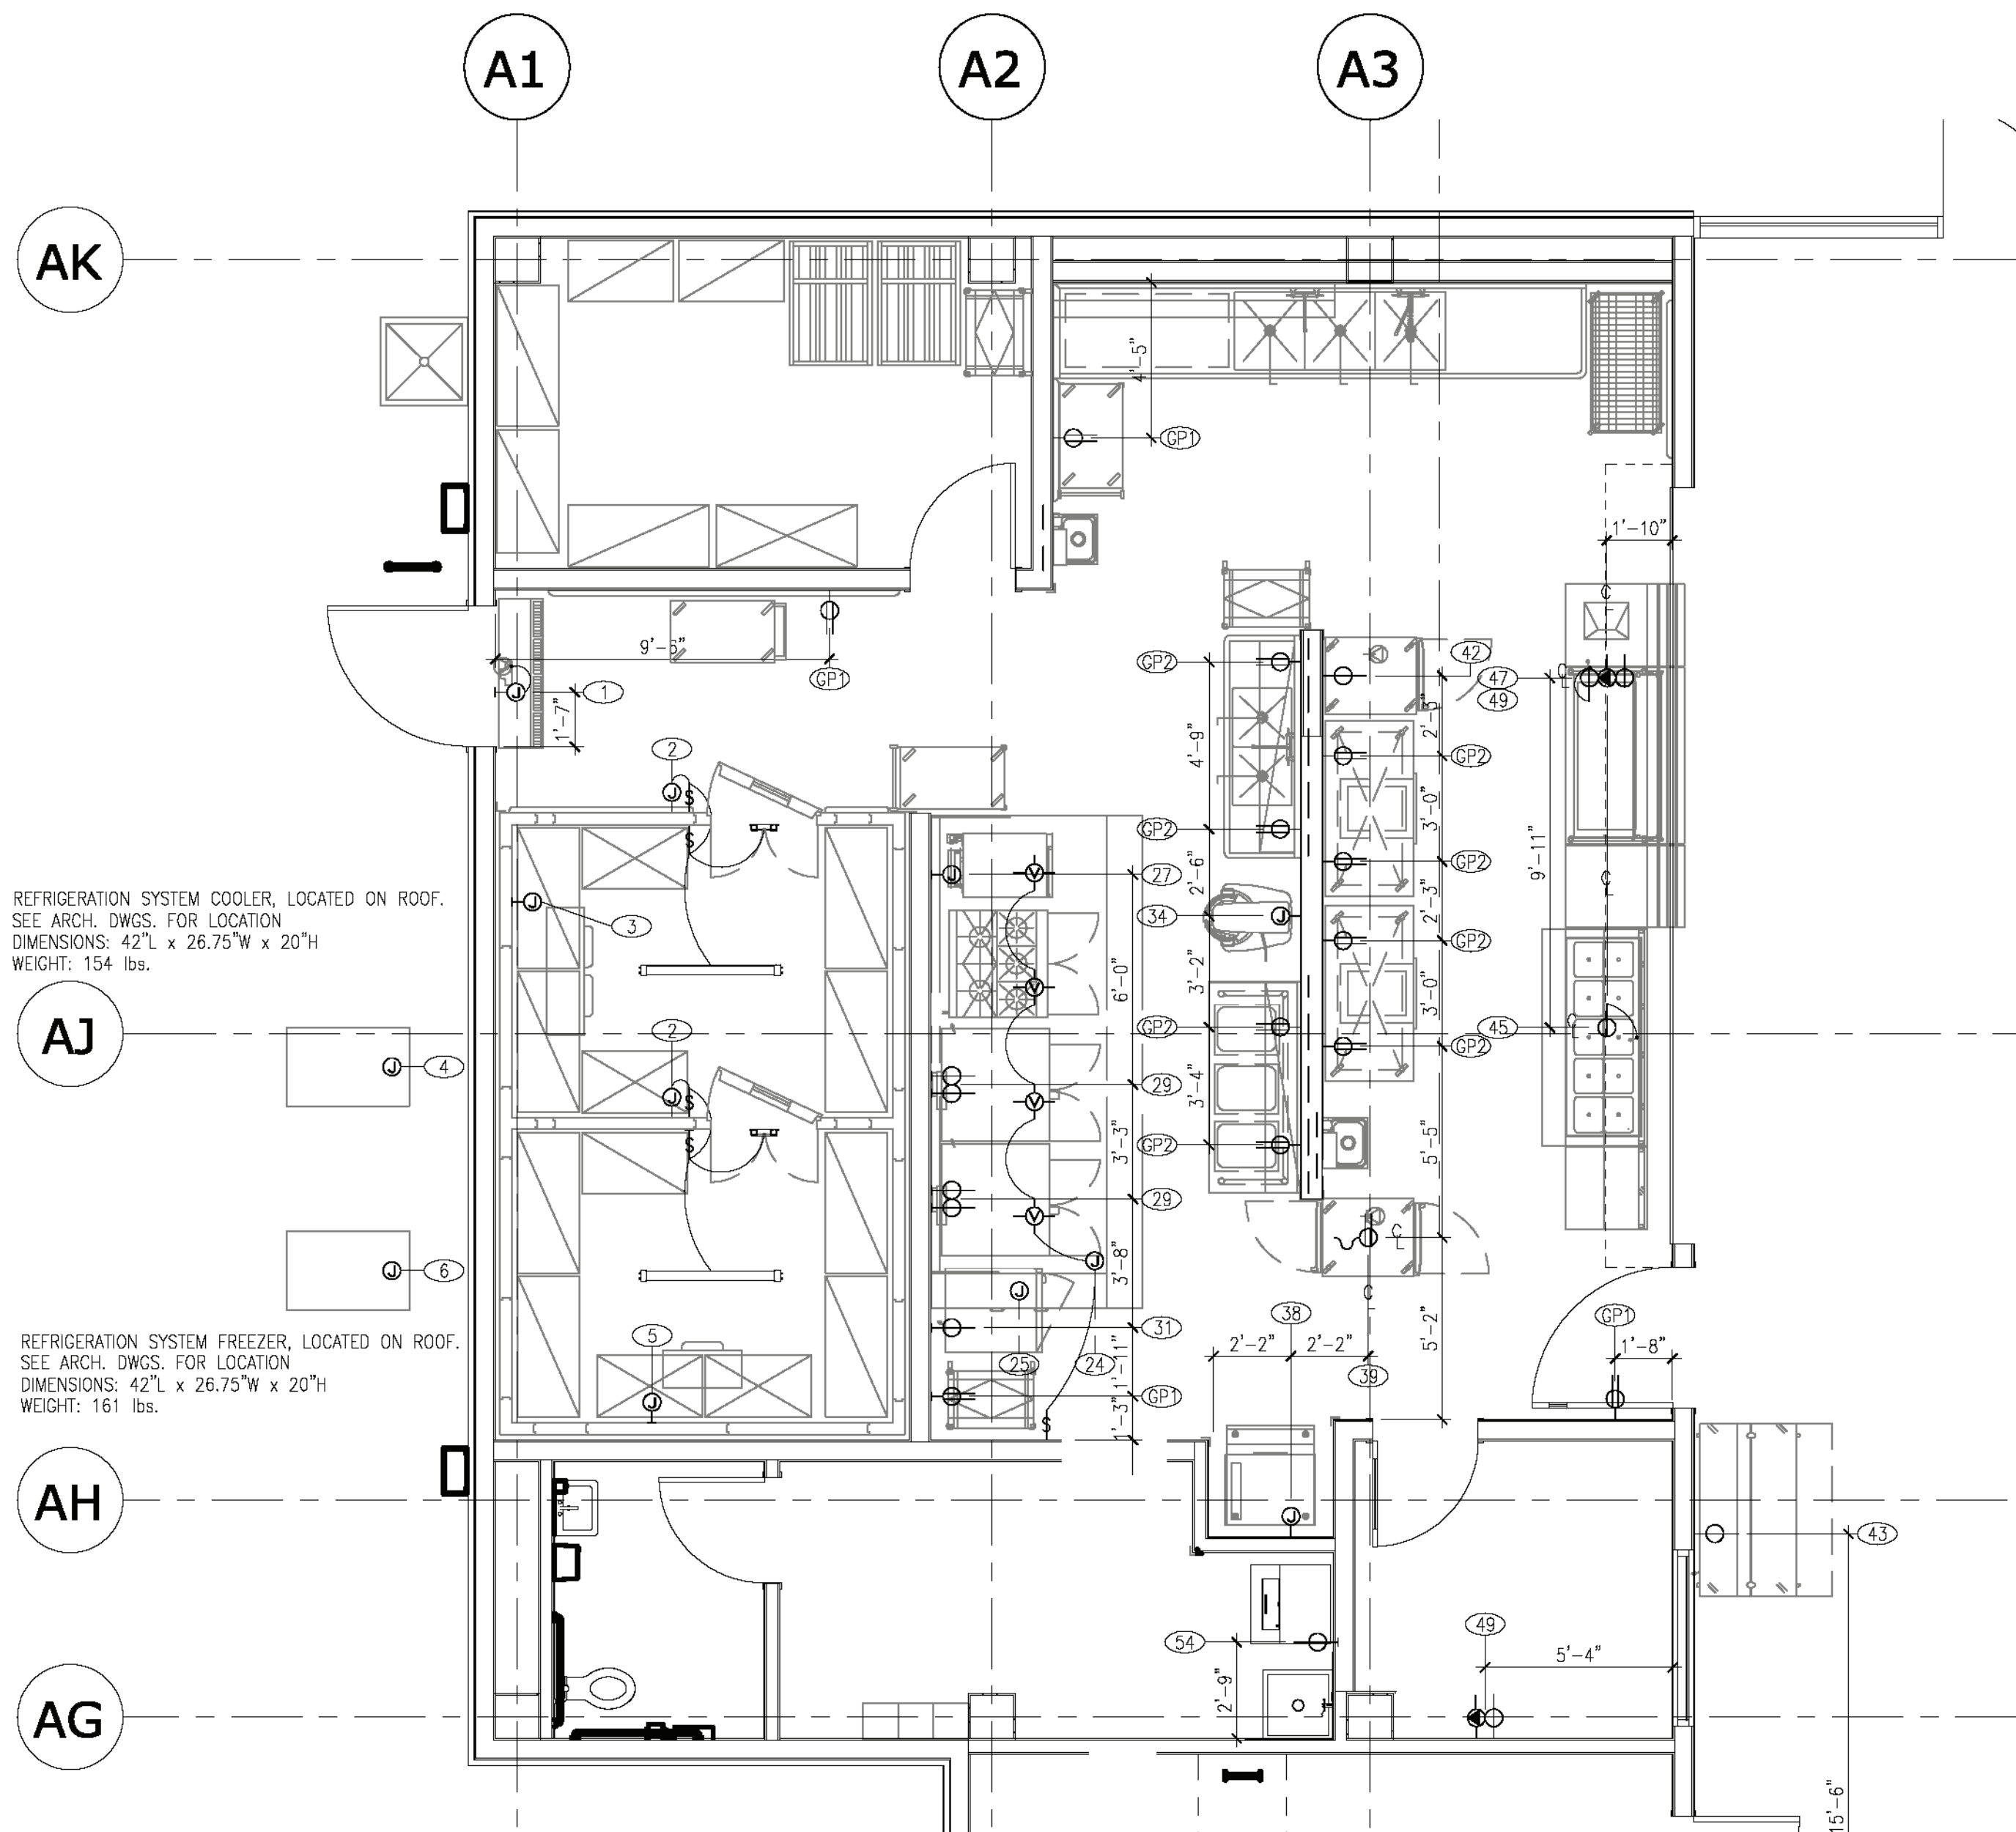 A1
A2
A3
AK
4'-5"
GP1
1'-10"
C
L
9'-6"
GP1
1
1'-7"
2
J
S
S
GP2
42
47
49
2'-3"
4'-9"
GP2
3'-0"
GP2
GP2
27
2'-6"
34
J
2'-3"
GP2
9'-11"
C
L
REFRIGERATION SYSTEM COOLER, LOCATED ON ROOF.
SEE ARCH. DWGS. FOR LOCATION
DIMENSIONS: 42"L x 26.75"W x 20"H
WEIGHT: 154 lbs.
J
3
J
V
6'-0"
3'-2"
3'-0"
AJ
2
GP2
GP2
45
C
L
J
4
J
S
S
V
V
29
3'-4"
3'-3"
GP2
5'-5"
29
V
J
6
3'-8"
J
C
L
REFRIGERATION SYSTEM FREEZER, LOCATED ON ROOF.
SEE ARCH. DWGS. FOR LOCATION
DIMENSIONS: 42"L x 26.75"W x 20"H
WEIGHT: 161 lbs.
5
J
J
31
25
24
1'-11"
GP1
1'-3"
S
38
2'-2"
2'-2"
39
5'-2"
C
L
GP1
1'-8"
AH
J
43
54
2'-9"
49
5'-4"
AG
15'-6"